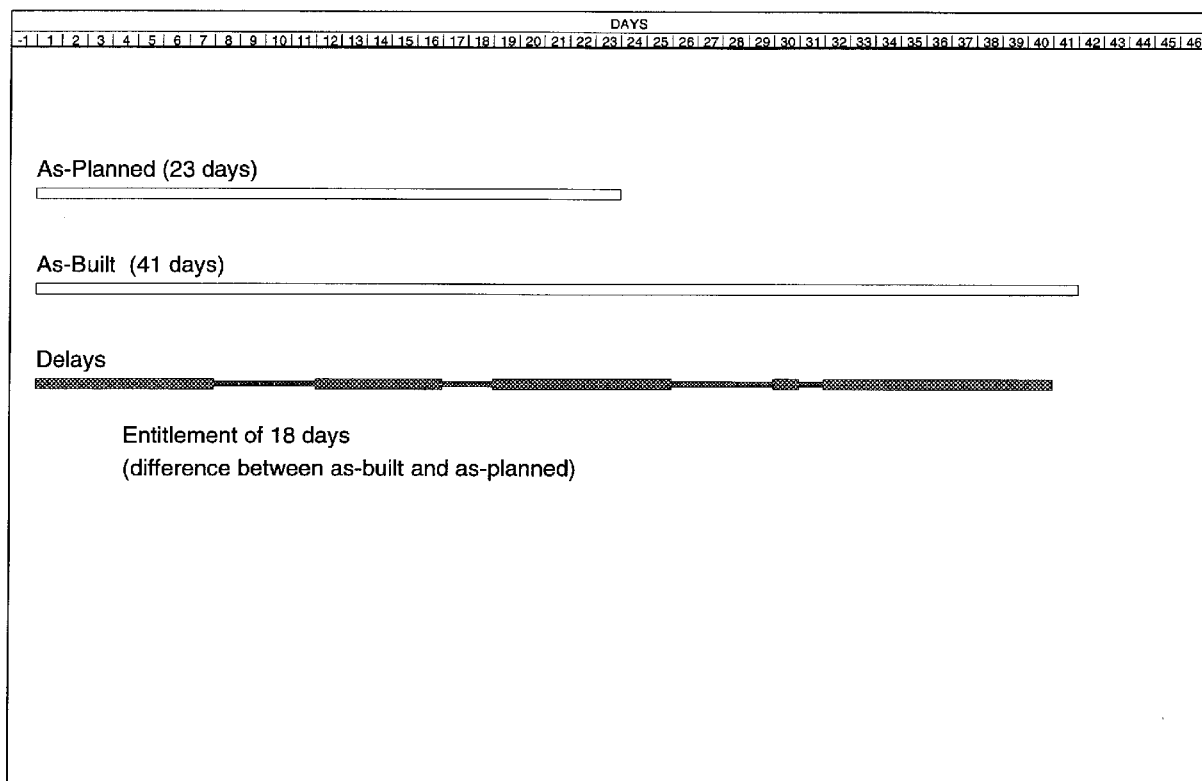 DAYS
-1 | 1 | 2 | 3 | 4 | 5 | 6 | 7 | 8 | 9 | 10 | 11 | 12 | 13 | 14 | 15 | 16 | 17 | 18 | 19 | 20 | 21 | 22 | 23 | 24 | 25 | 26 | 27 | 28 | 29 | 30 | 31 | 32 | 33 | 34 | 35 | 36 | 37 | 38 | 39 | 40 | 41 | 42 | 43 | 44 | 45 | 46
As-Planned (23 days)
As-Built (41 days)
Delays
Entitlement of 18 days
(difference between as-built and as-planned)